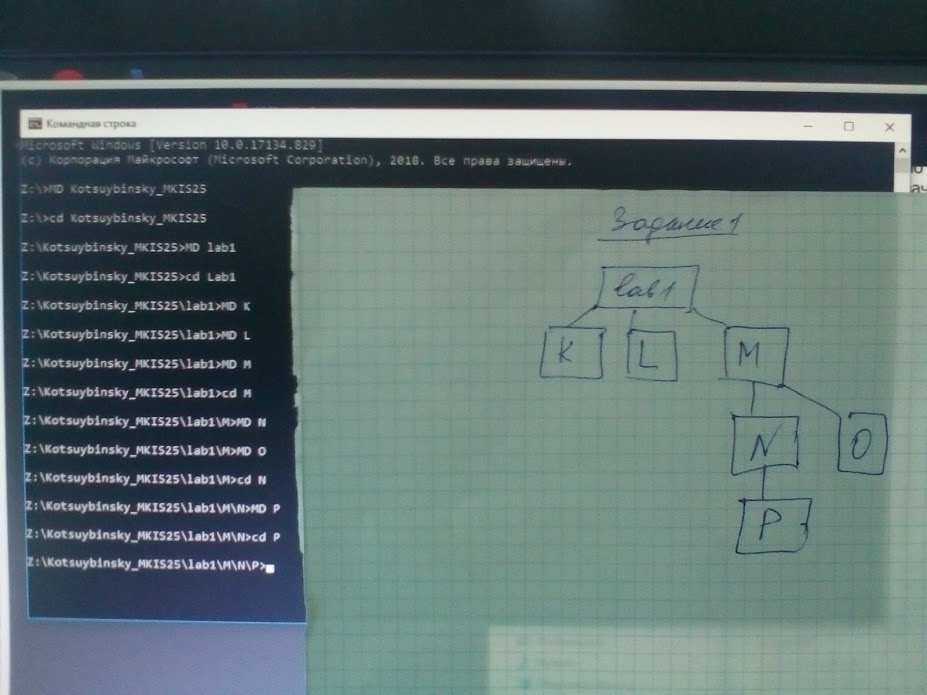 Командная строка
Microsoft Windows [Version 10.0.17134.829]
(c) Корпорация Майкрософт (Microsoft Corporation), 2018. Все права защищены.
Z:\>MD Kotsuybinsky_MKIS25
Z:\>cd Kotsuybinsky_MKIS25
Z:\Kotsuybinsky_MKIS25>MD lab1
Z:\Kotsuybinsky_MKIS25>cd Lab1
Z:\Kotsuybinsky_MKIS25\lab1>MD K
Z:\Kotsuybinsky_MKIS25\lab1>MD L
Z:\Kotsuybinsky_MKIS25\lab1>MD M
Z:\Kotsuybinsky_MKIS25\lab1>cd M
Z:\Kotsuybinsky_MKIS25\lab1\M>MD N
Z:\Kotsuybinsky_MKIS25\lab1\M>MD O
Z:\Kotsuybinsky_MKIS25\lab1\M>cd N
Z:\Kotsuybinsky_MKIS25\lab1\M\N>MD P
Z:\Kotsuybinsky_MKIS25\lab1\M\N>cd P
Z:\Kotsuybinsky_MKIS25\lab1\M\N\P>
Задание 1
lab1
K L M
N O
P